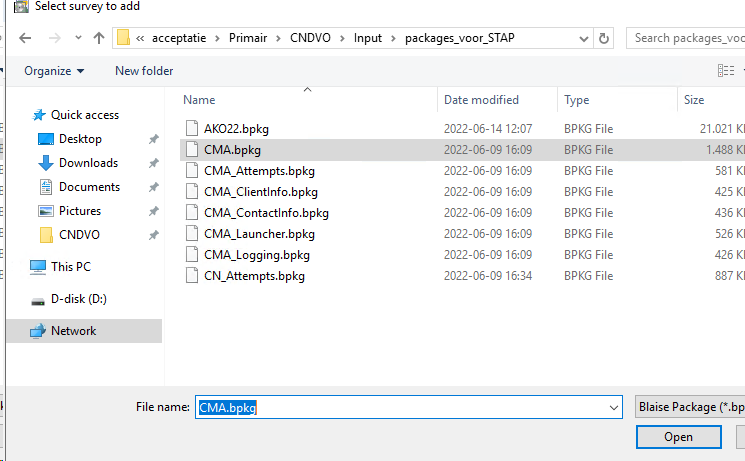 Select survey to add
« acceptatie > Primair > CNDVO > Input > packages_voor_STAP
Search packages_vo
Organize
New folder
Name
Date modified
Type
Size
Quick access
Desktop
Downloads
Documents
Pictures
CNDVO
This PC
D-disk (D:)
Network
AKO22.bpkg 2022-06-14 12:07 BPKG File 21.021 K
CMA.bpkg 2022-06-09 16:09 BPKG File 1.488 K
CMA_Attempts.bpkg 2022-06-09 16:09 BPKG File 581 K
CMA_ClientInfo.bpkg 2022-06-09 16:09 BPKG File 425 K
CMA_ContactInfo.bpkg 2022-06-09 16:09 BPKG File 436 K
CMA_Launcher.bpkg 2022-06-09 16:09 BPKG File 526 K
CMA_Logging.bpkg 2022-06-09 16:09 BPKG File 426 K
CN_Attempts.bpkg 2022-06-09 16:34 BPKG File 887 K
File name: CMA.bpkg
Blaise Package (*.bp
Open